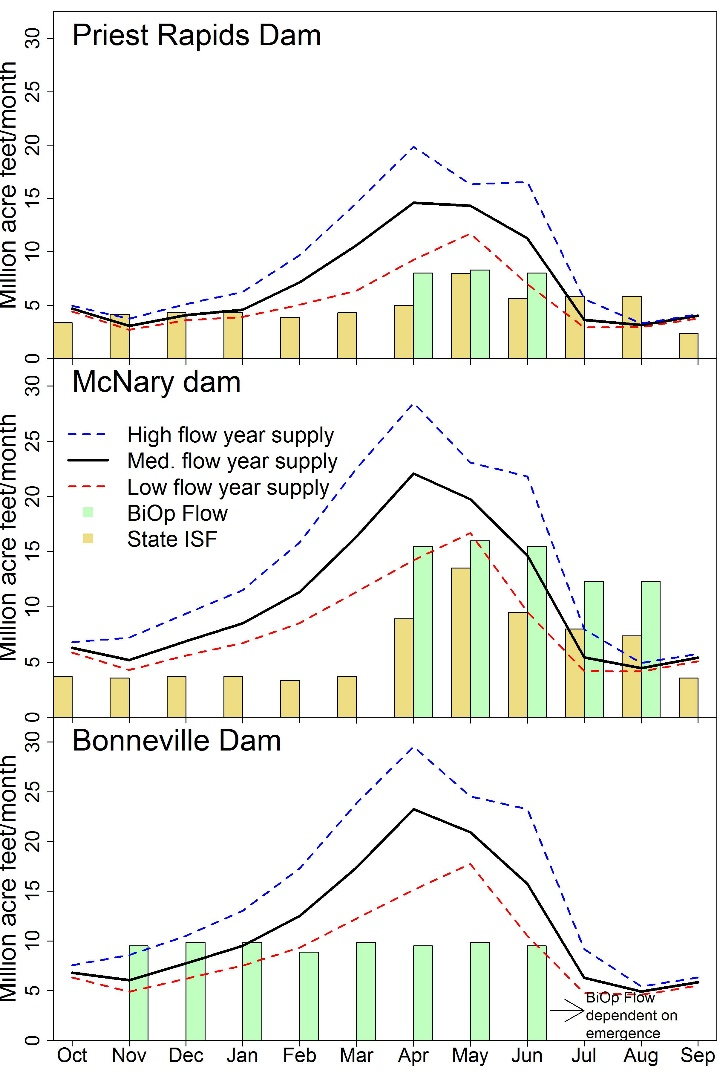 Priest Rapids Dam
Million acre feet/month
30
25
20
15
10
5
0
McNary dam
Million acre feet/month
30
25
20
15
10
5
0
High flow year supply
Med. flow year supply
Low flow year supply
BiOp Flow
State ISF
Bonneville Dam
Million acre feet/month
30
25
20
15
10
5
0
BiOp Flow
dependent on
emergence
Oct Nov Dec Jan Feb Mar Apr May Jun Jul Aug Sep